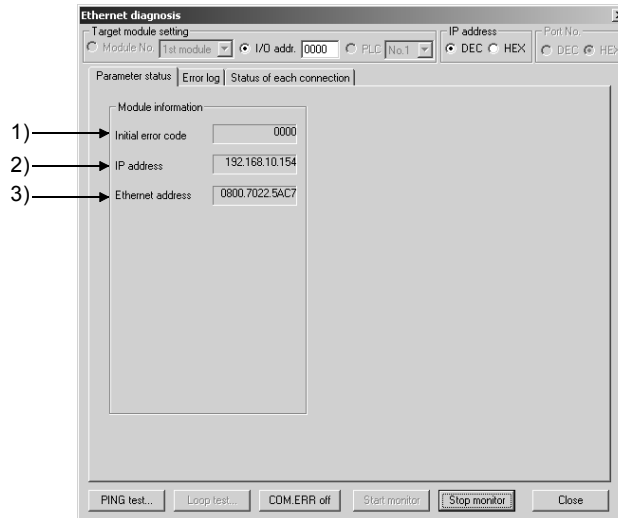 Ethernet diagnosis
Target module setting
Module No. 1st module I/O addr. 0000 PLC No.1
IP address
DEC HEX
Port No.
DEC HEX
Parameter status Error log Status of each connection
Module information
1) Initial error code 0000
2) IP address 192.168.10.154
3) Ethernet address 0800.7022.5AC7
PING test... Loop test... COM.ERR off Start monitor Stop monitor Close